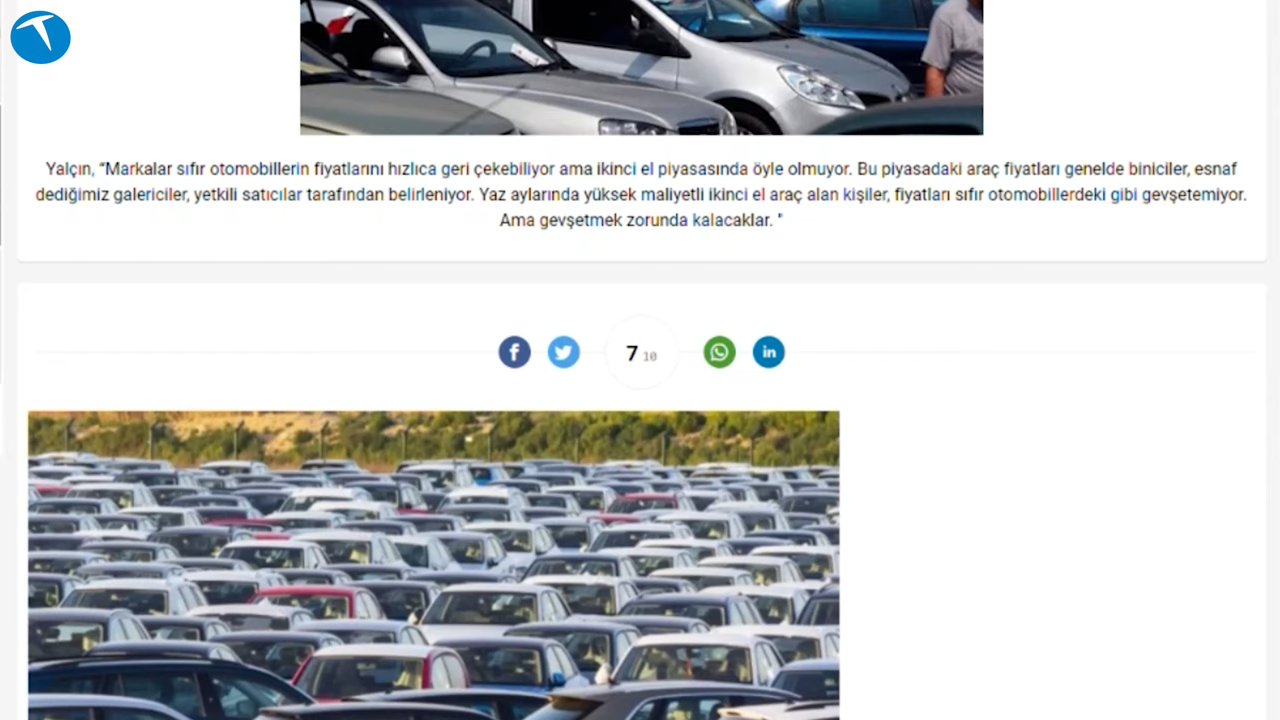 Yalçın, “Markalar sıfır otomobillerin fiyatlarını hızlıca geri çekebiliyor ama ikinci el piyasasında öyle olmuyor. Bu piyasadaki araç fiyatları genelde biniciler, esnaf
dediğimiz galericiler, yetkili satıcılar tarafından belirleniyor. Yaz aylarında yüksek maliyetli ikinci el araç alan kişiler, fiyatları sıfır otomobillerdeki gibi gevşetemiyor.
Ama gevşetmek zorunda kalacaklar. "
7 10